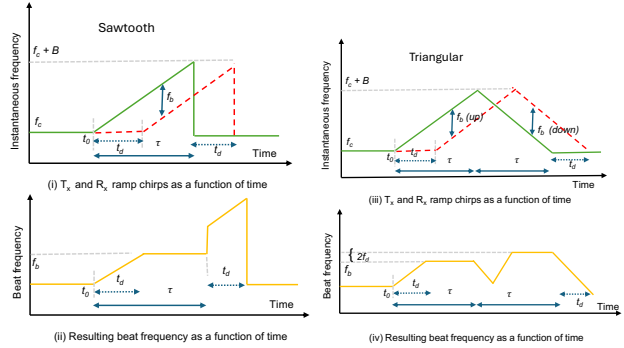 Sawtooth
Instantaneous frequency
f_c + B
f_c
f_b
t_0
t_d
τ
t_d
Time
(i) T_x and R_x ramp chirps as a function of time
Triangular
Instantaneous frequency
f_c + B
f_c
f_b (up)
f_b (down)
t_0
t_d
t_d
τ
τ
Time
(iii) T_x and R_x ramp chirps as a function of time
Beat frequency
f_b
t_0
t_d
τ
t_d
Time
(ii) Resulting beat frequency as a function of time
Beat frequency
{ 2f_d
f_b
t_0
t_d
τ
τ
t_d
Time
(iv) Resulting beat frequency as a function of time